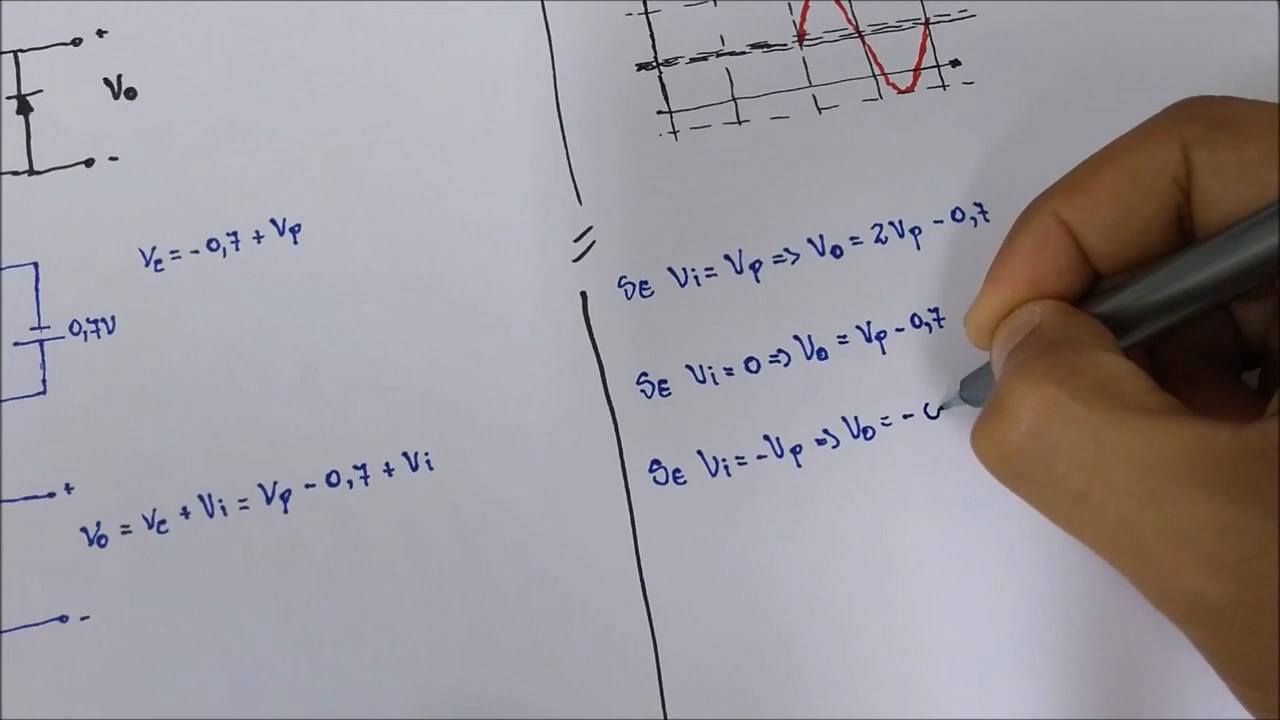 +
Vo
-
Vc = - 0,7 + Vp
0,7V
+
Vo = Vc + Vi = Vp - 0,7 + Vi
-
SE Vi = Vp => Vo = 2Vp - 0,7
SE Vi = 0 => Vo = Vp - 0,7
SE Vi = -Vp => Vo = -